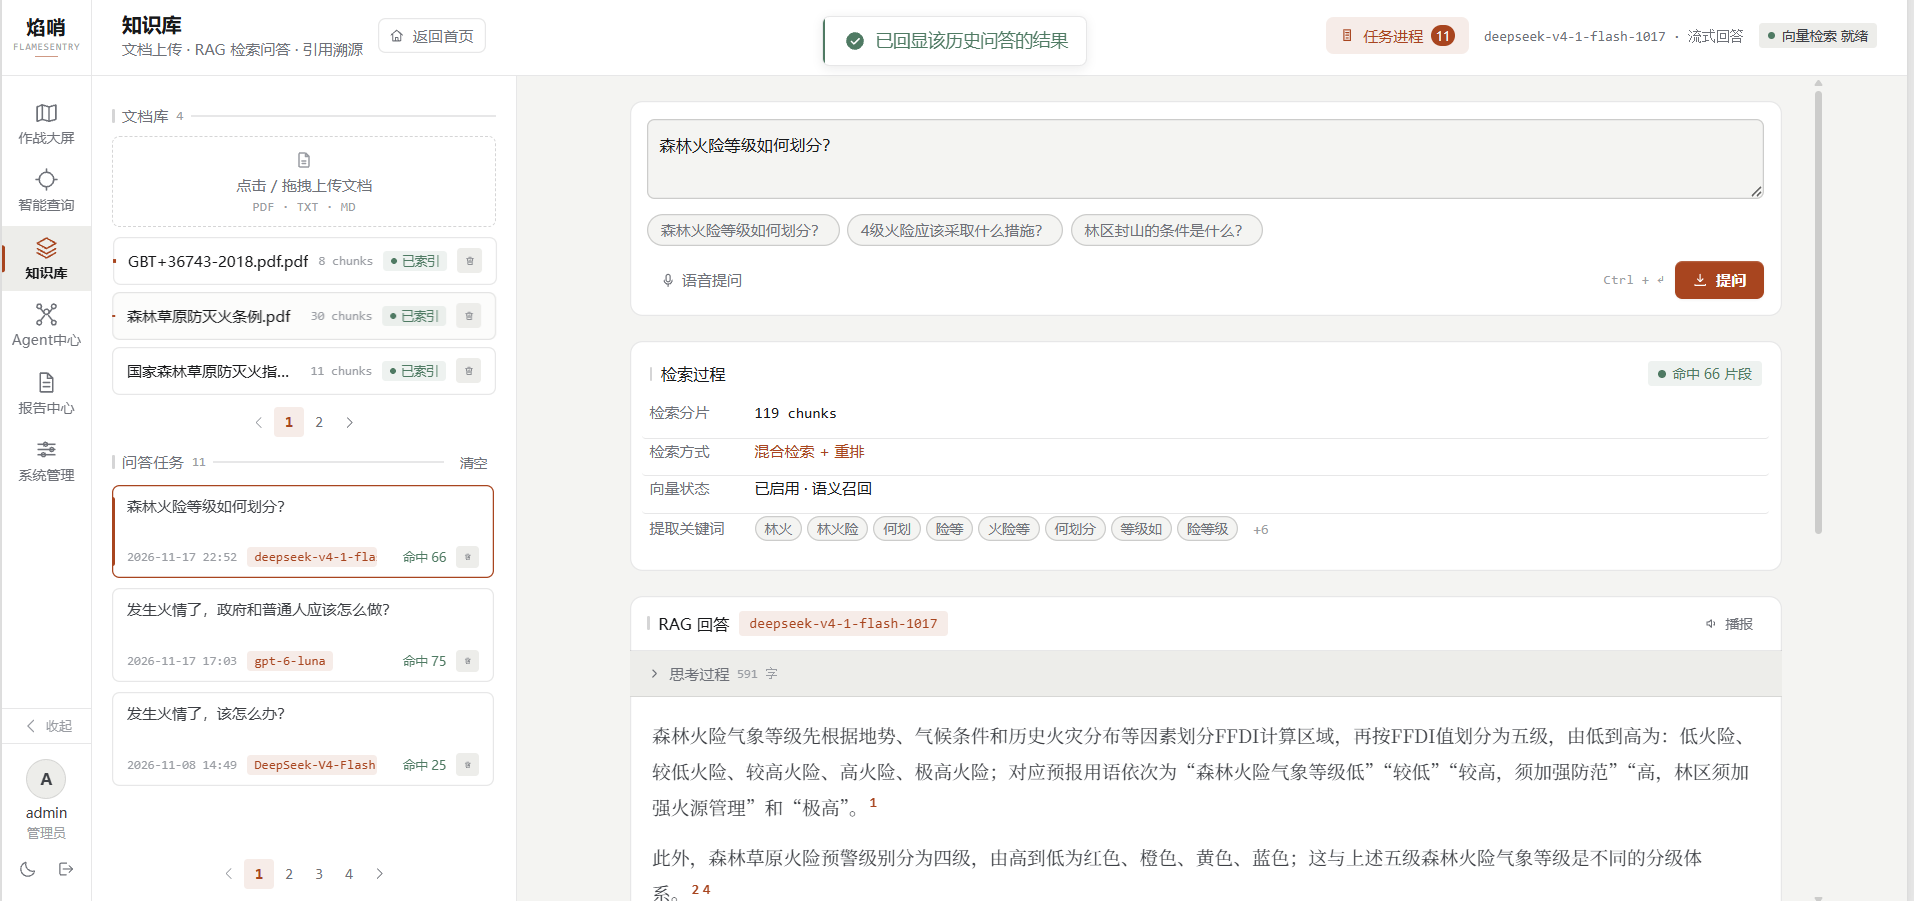 焰哨
FLAMESENTRY
作战大屏
智能查询
知识库
Agent中心
报告中心
系统管理
收起
A
admin
管理员
知识库
文档上传 · RAG 检索问答 · 引用溯源
返回首页
已回显该历史问答的结果
任务进程 11
deepseek-v4-1-flash-1017 · 流式回答
向量检索 就绪
文档库 4
点击 / 拖拽上传文档
PDF · TXT · MD
GBT+36743-2018.pdf.pdf 8 chunks 已索引
森林草原防灭火条例.pdf 30 chunks 已索引
国家森林草原防灭火指... 11 chunks 已索引
1 2
问答任务 11 清空
森林火险等级如何划分?
2026-11-17 22:52 deepseek-v4-1-fla 命中 66
发生火情了，政府和普通人应该怎么做?
2026-11-17 17:03 gpt-6-luna 命中 75
发生火情了，该怎么办?
2026-11-08 14:49 DeepSeek-V4-Flash 命中 25
1 2 3 4
森林火险等级如何划分?
森林火险等级如何划分? 4级火险应该采取什么措施? 林区封山的条件是什么?
语音提问 Ctrl + ↵ 提问
检索过程 命中 66 片段
检索分片 119 chunks
检索方式 混合检索 + 重排
向量状态 已启用 · 语义召回
提取关键词 林火 林火险 何划 险等 火险等 何划分 等级如 险等级 +6
RAG 回答 deepseek-v4-1-flash-1017 播报
思考过程 591 字
森林火险气象等级先根据地势、气候条件和历史火灾分布等因素划分FFDI计算区域，再按FFDI值划分为五级，由低到高为：低火险、
较低火险、较高火险、高火险、极高火险；对应预报用语依次为“森林火险气象等级低”“较低”“较高，须加强防范”“高，林区须加
强火源管理”和“极高”。1
此外，森林草原火险预警级别分为四级，由高到低为红色、橙色、黄色、蓝色；这与上述五级森林火险气象等级是不同的分级体
系。2 4